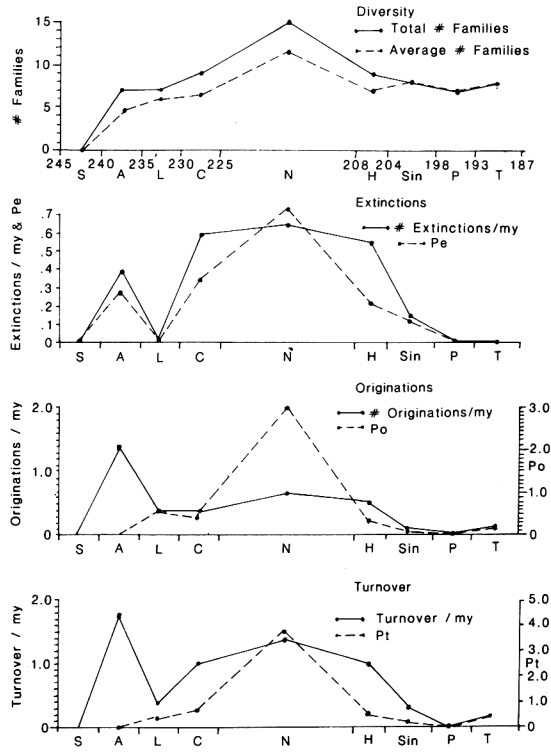 Diversity
Total # Families
Average # Families
# Families
15
10
5
0
245 240 235 230 225 208 204 198 193 187
S A L C N H Sin P T
Extinctions
# Extinctions/my
Pe
Extinctions / my & Pe
.7
.6
.5
.4
.3
.2
.1
0
S A L C N H Sin P T
Originations
# Originations/my
Po
Originations / my
2.0
1.0
0
3.0
2.0
1.0
0
Po
S A L C N H Sin P T
Turnover
Turnover / my
Pt
Turnover / my
2.0
1.0
0
5.0
4.0
3.0
2.0
1.0
0
Pt
S A L C N H Sin P T